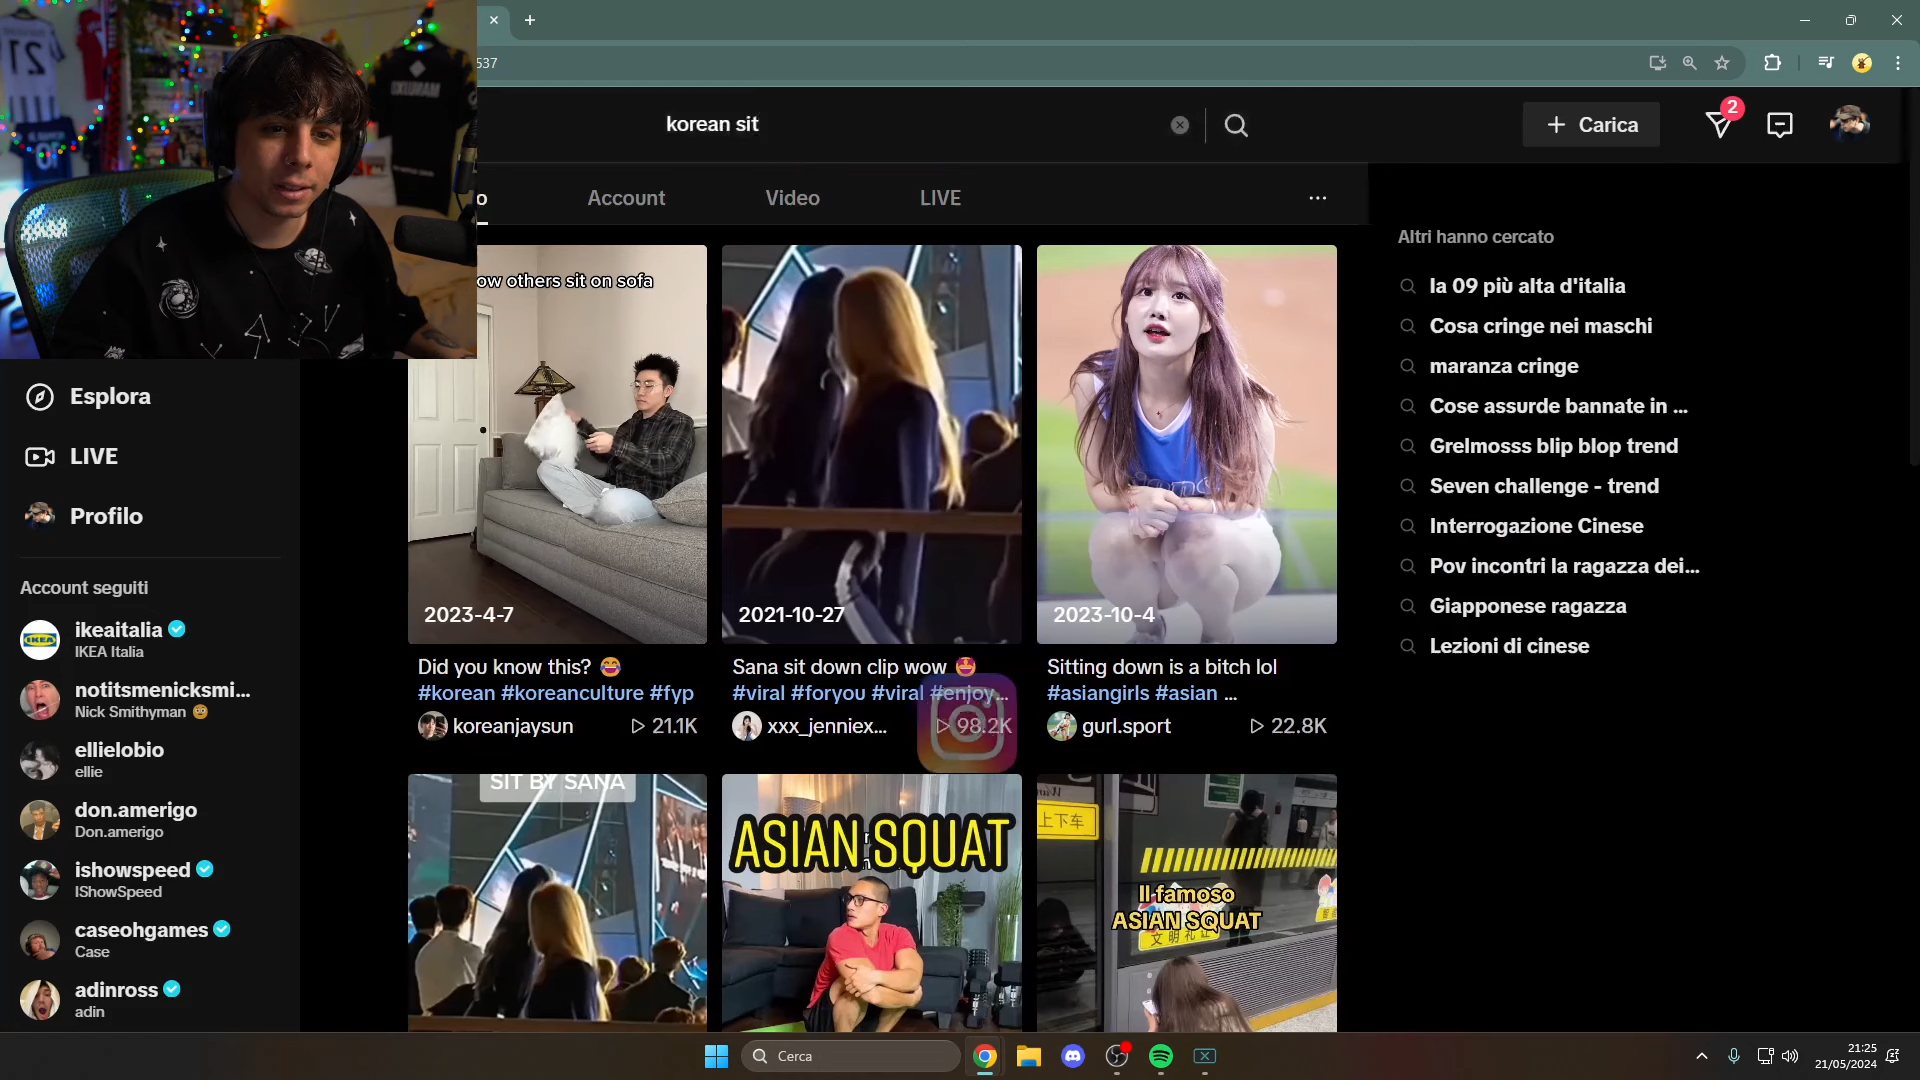 537
korean sit
Carica
2
Account
Video
LIVE
...
Altri hanno cercato
la 09 più alta d'italia
Cosa cringe nei maschi
maranza cringe
Cose assurde bannate in ...
Grelmosss blip blop trend
Seven challenge - trend
Interrogazione Cinese
Pov incontri la ragazza dei...
Giapponese ragazza
Lezioni di cinese
Esplora
LIVE
Profilo
Account seguiti
ikeaitalia
IKEA Italia
notitsmenicksmi...
Nick Smithyman
ellielobio
ellie
don.amerigo
Don.amerigo
ishowspeed
IShowSpeed
caseohgames
Case
adinross
adin
ow others sit on sofa
2023-4-7
Did you know this? 😂
#korean #koreanculture #fyp
koreanjaysun
21.1K
2021-10-27
Sana sit down clip wow 🤩
#viral #foryou #viral #enjoy...
xxx_jenniex...
98.2K
2023-10-4
Sitting down is a bitch lol
#asiangirls #asian ...
gurl.sport
22.8K
SIT BY SANA
ASIAN SQUAT
上下车
Il famoso
ASIAN SQUAT
Cerca
21:25
21/05/2024
IKEA
21